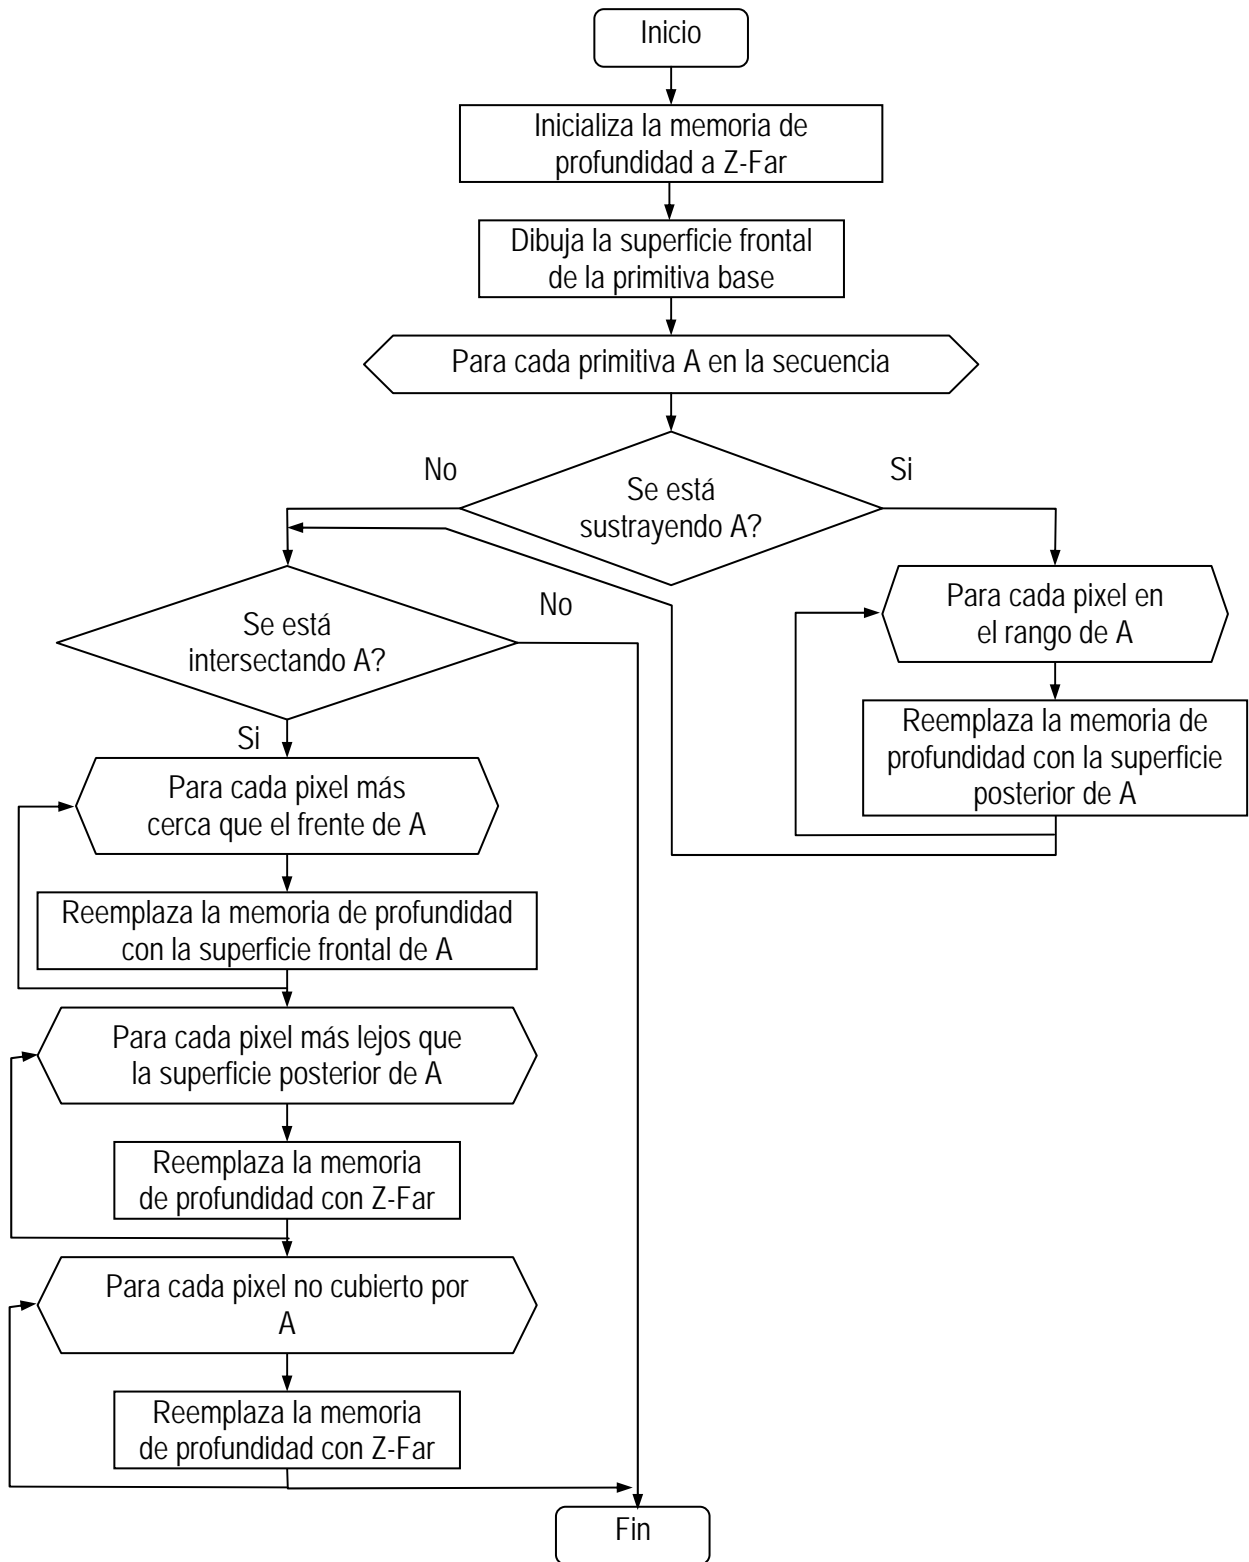 Inicio
Inicializa la memoria de
profundidad a Z-Far
Dibuja la superficie frontal
de la primitiva base
Para cada primitiva A en la secuencia
No
Si
Se está
sustrayendo A?
No
Se está
intersectando A?
Para cada pixel en
el rango de A
Reemplaza la memoria de
profundidad con la superficie
posterior de A
Si
Para cada pixel más
cerca que el frente de A
Reemplaza la memoria de profundidad
con la superficie frontal de A
Para cada pixel más lejos que
la superficie posterior de A
Reemplaza la memoria
de profundidad con Z-Far
Para cada pixel no cubierto por
A
Reemplaza la memoria
de profundidad con Z-Far
Fin